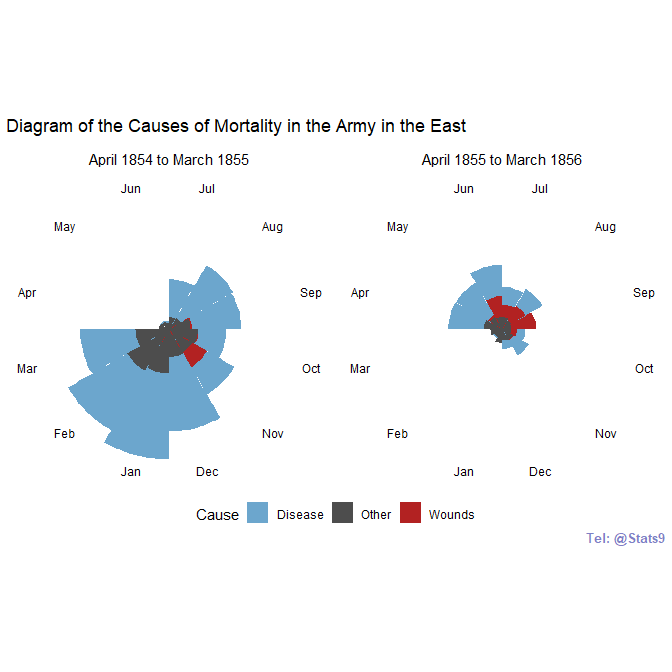 Diagram of the Causes of Mortality in the Army in the East
April 1854 to March 1855
April 1855 to March 1856
Jun
Jul
Jun
Jul
May
Aug
May
Aug
Apr
Sep
Apr
Sep
Mar
Oct
Mar
Oct
Feb
Nov
Feb
Nov
Jan
Dec
Jan
Dec
Cause Disease Other Wounds
Tel: @Stats9